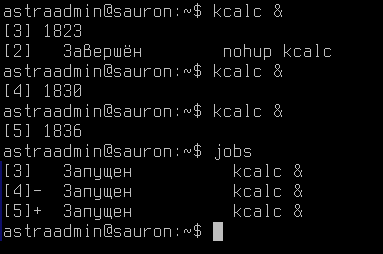 astraadmin@sauron:~$ kcalc &
[3] 1823
[2]   Завершён        nohup kcalc
astraadmin@sauron:~$ kcalc &
[4] 1830
astraadmin@sauron:~$ kcalc &
[5] 1836
astraadmin@sauron:~$ jobs
[3]   Запущен          kcalc &
[4]-  Запущен          kcalc &
[5]+  Запущен          kcalc &
astraadmin@sauron:~$